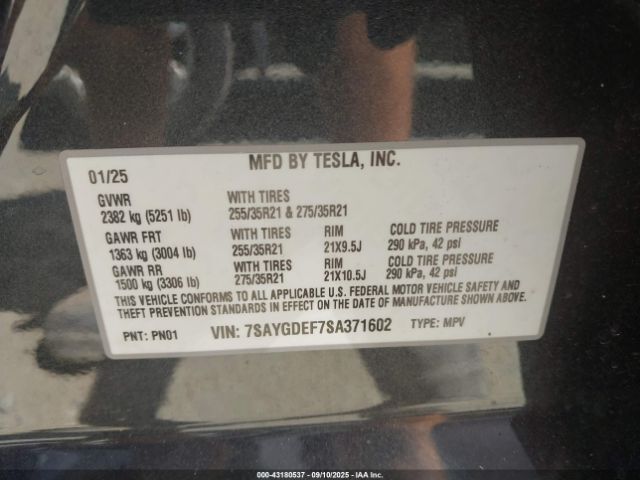 MFD BY TESLA, INC.
01/25
GVWR
2382 kg (5251 lb)
WITH TIRES
255/35R21 & 275/35R21
GAWR FRT
1363 kg (3004 lb)
WITH TIRES
255/35R21
RIM
21X9.5J
COLD TIRE PRESSURE
290 kPa, 42 psi
GAWR RR
1500 kg (3306 lb)
WITH TIRES
275/35R21
RIM
21X10.5J
COLD TIRE PRESSURE
290 kPa, 42 psi
THIS VEHICLE CONFORMS TO ALL APPLICABLE U.S. FEDERAL MOTOR VEHICLE SAFETY AND
THEFT PREVENTION STANDARDS IN EFFECT ON THE DATE OF MANUFACTURE SHOWN ABOVE.
PNT: PN01
VIN: 7SAYGDEF7SA371602
TYPE: MPV
000-43180537 - 09/10/2025 - IAA Inc.